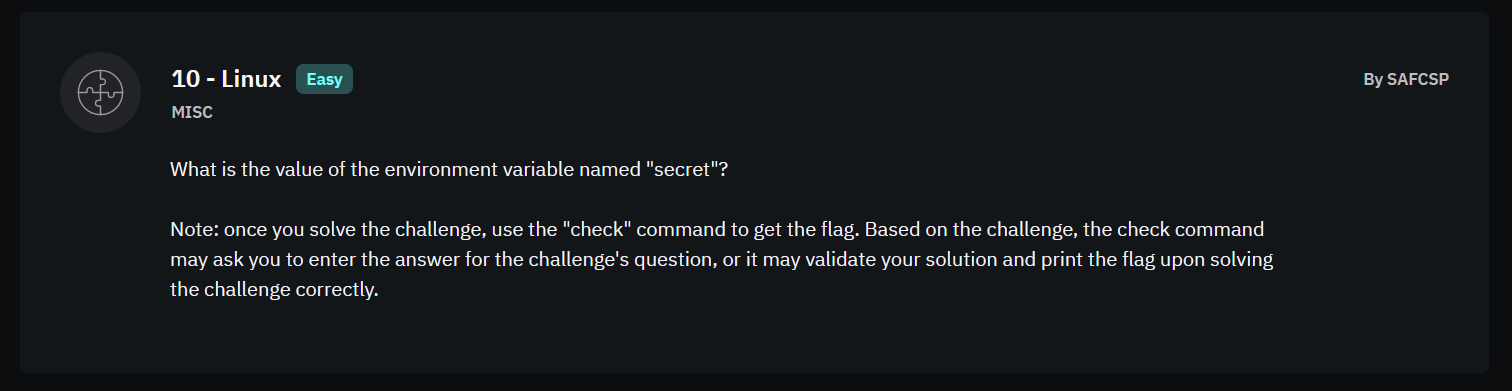 10 - Linux Easy
By SAFCSP
MISC
What is the value of the environment variable named "secret"?
Note: once you solve the challenge, use the "check" command to get the flag. Based on the challenge, the check command
may ask you to enter the answer for the challenge's question, or it may validate your solution and print the flag upon solving
the challenge correctly.